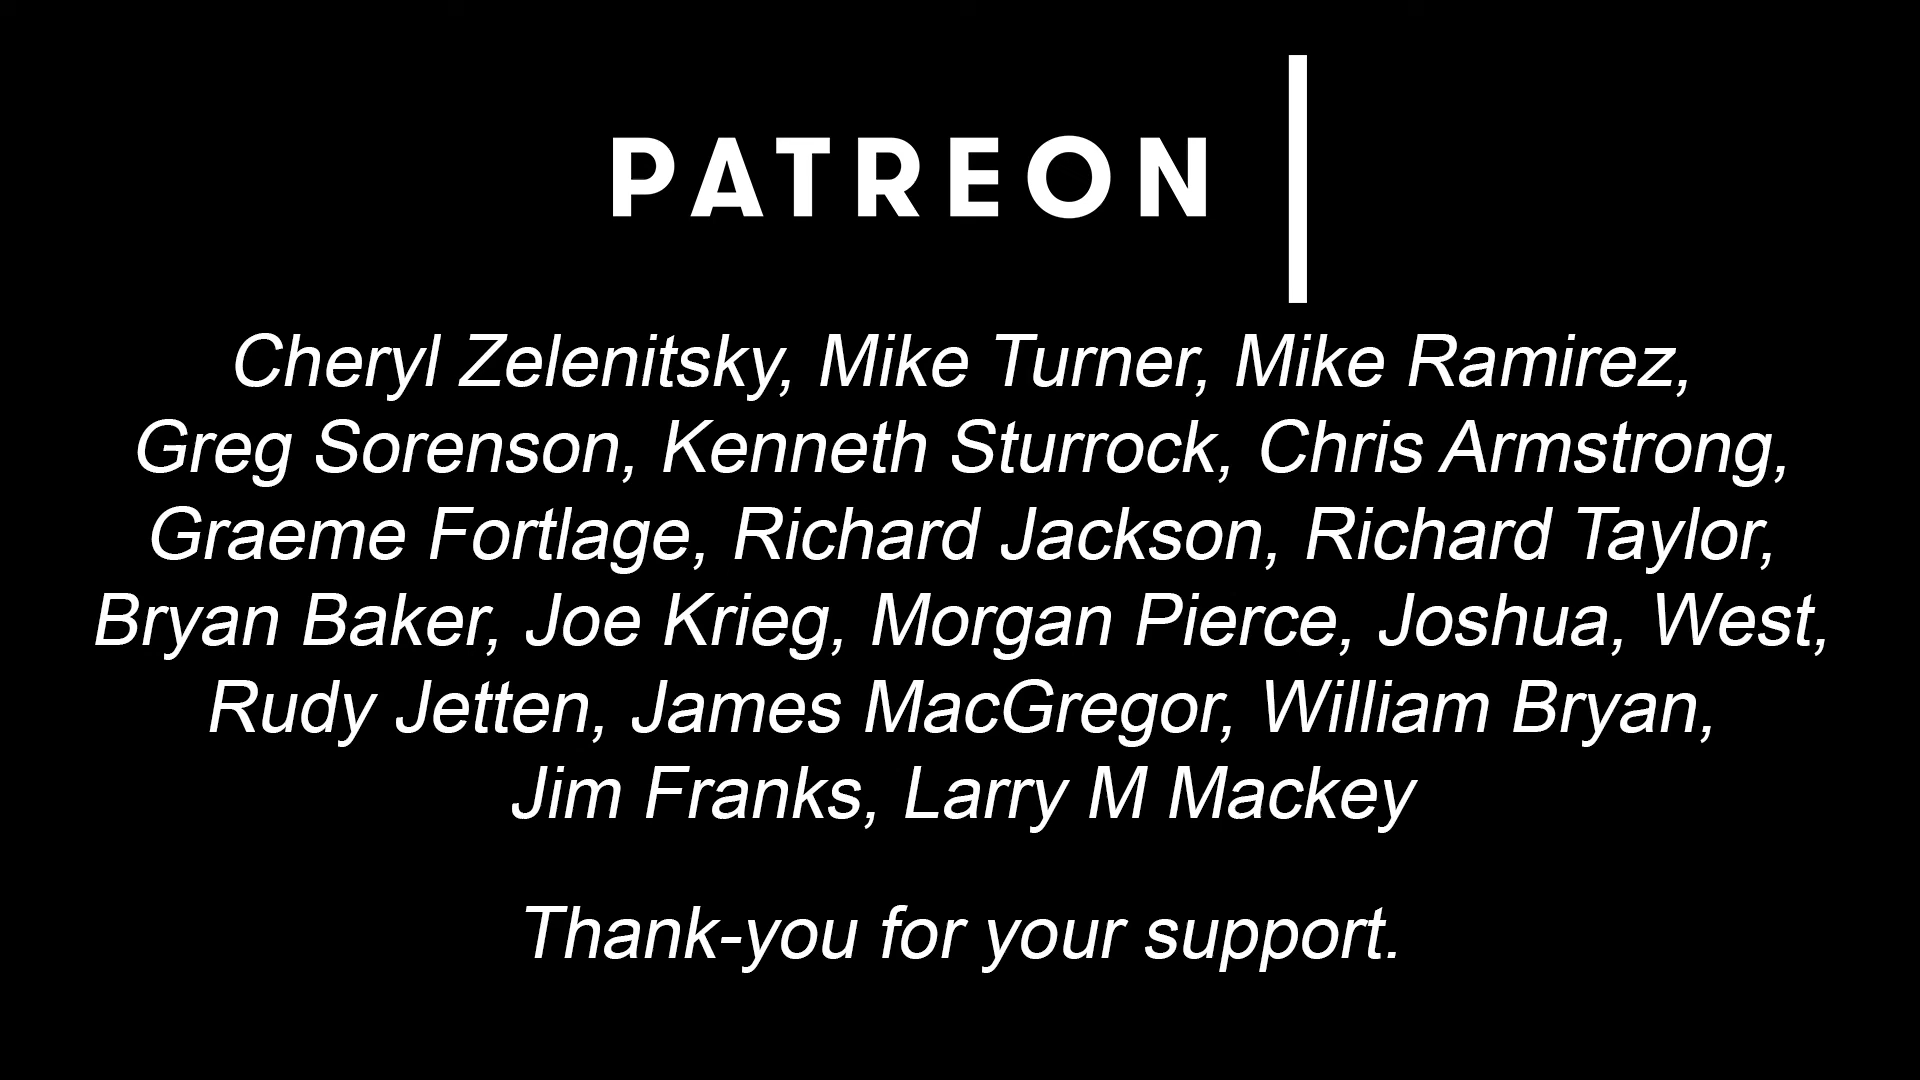 PATREON
Cheryl Zelenitsky, Mike Turner, Mike Ramirez,
Greg Sorenson, Kenneth Sturrock, Chris Armstrong,
Graeme Fortlage, Richard Jackson, Richard Taylor,
Bryan Baker, Joe Krieg, Morgan Pierce, Joshua, West,
Rudy Jetten, James MacGregor, William Bryan,
Jim Franks, Larry M Mackey
Thank-you for your support.